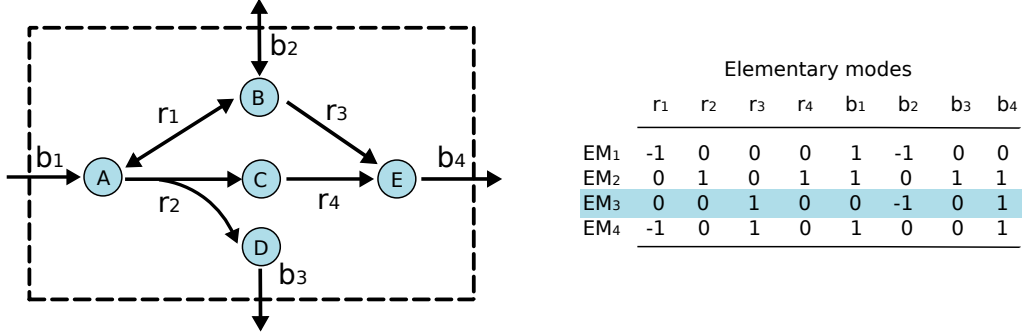 b2
B
r1
r3
b1
A
C
E
b4
r2
r4
D
b3
Elementary modes
r1 r2 r3 r4 b1 b2 b3 b4
EM1 -1 0 0 0 1 -1 0 0
EM2 0 1 0 1 1 0 1 1
EM3 0 0 1 0 0 -1 0 1
EM4 -1 0 1 0 1 0 0 1